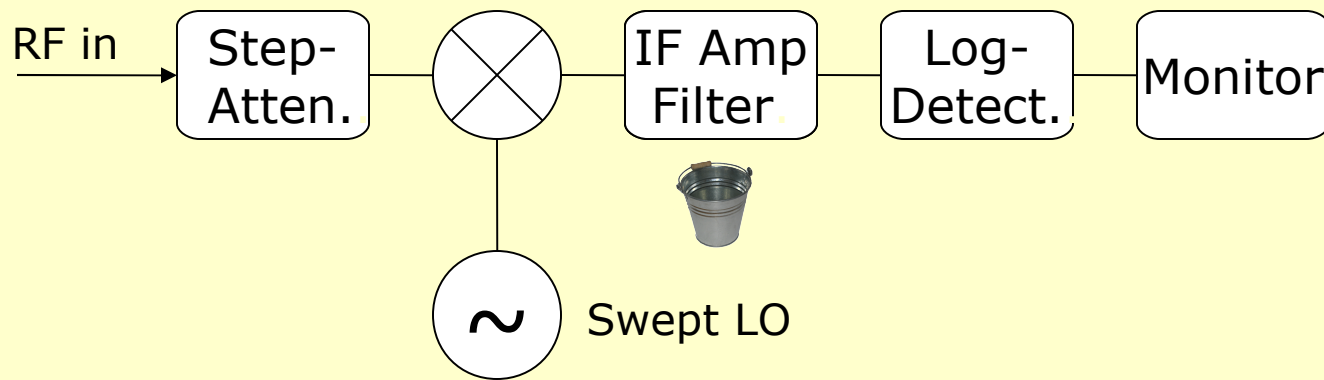 RF in
Step-
Atten.
IF Amp
Filter.
Log-
Detect.
Monitor
~
Swept LO